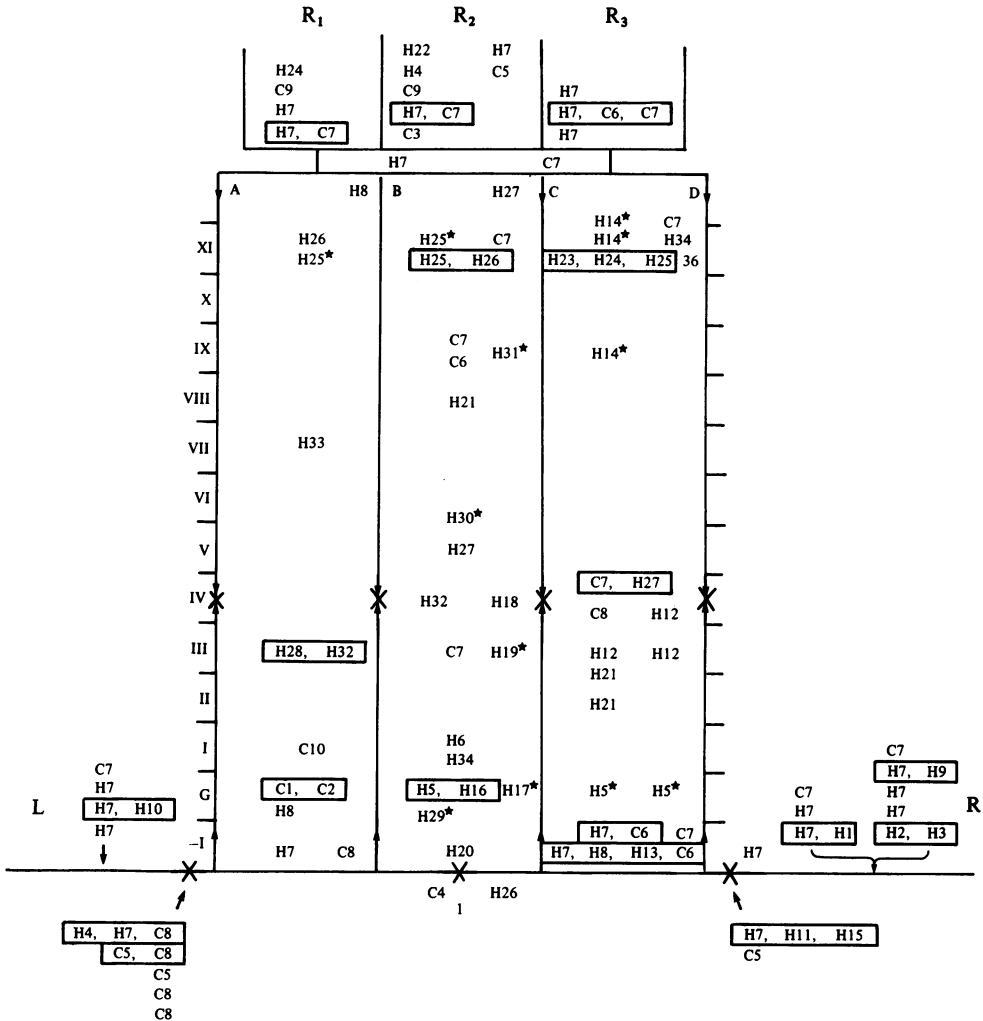 R1 R2 R3
H22 H7
H24 H4 C5
C9 C9 H7
H7 H7, C7 H7, C6, C7
H7, C7 C3 H7
H7 C7
A H8 B H27 C D
H14★ C7
XI H26 H25★ C7 H14★ H34
H25★ H25, H26 H23, H24, H25 36
X
C7
IX H31★ H14★
C6
VIII H21
VII H33
VI
H30★
V H27
C7, H27
IV H32 H18
C8 H12
III H28, H32 C7 H19★ H12 H12
H21
II H21
I C10 H6
H34
C7 C7
H7 H7, H9
L H7, H10 G C1, C2 H5, H16 H17★ H5★ H5★ C7 H7 R
H7 H8 H29★ H7 H7
–I H7, C6 C7 H7, H1 H2, H3
H7 C8 H20 H7, H8, H13, C6 H7
C4 H26
1
H4, H7, C8 H7, H11, H15
C5, C8 C5
C5
C8
C8